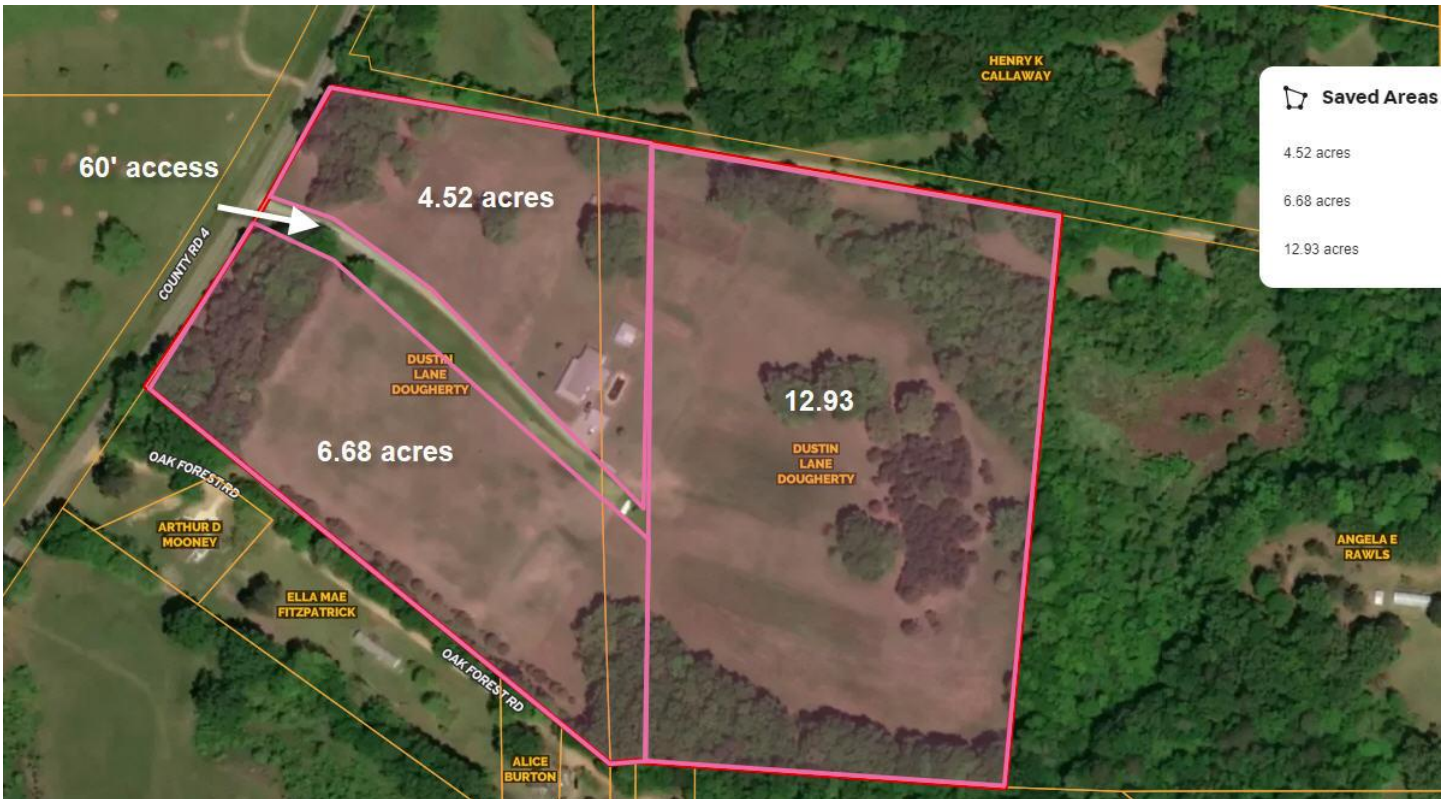 HENRY K
CALLAWAY
Saved Areas
4.52 acres
6.68 acres
12.93 acres
60' access
4.52 acres
COUNTY RD 4
DUSTIN
LANE
DOUGHERTY
12.93
6.68 acres
DUSTIN
LANE
DOUGHERTY
OAK FOREST RD
ARTHUR D
MOONEY
ANGELA E
RAWLS
ELLA MAE
FITZPATRICK
OAK FOREST RD
ALICE
BURTON